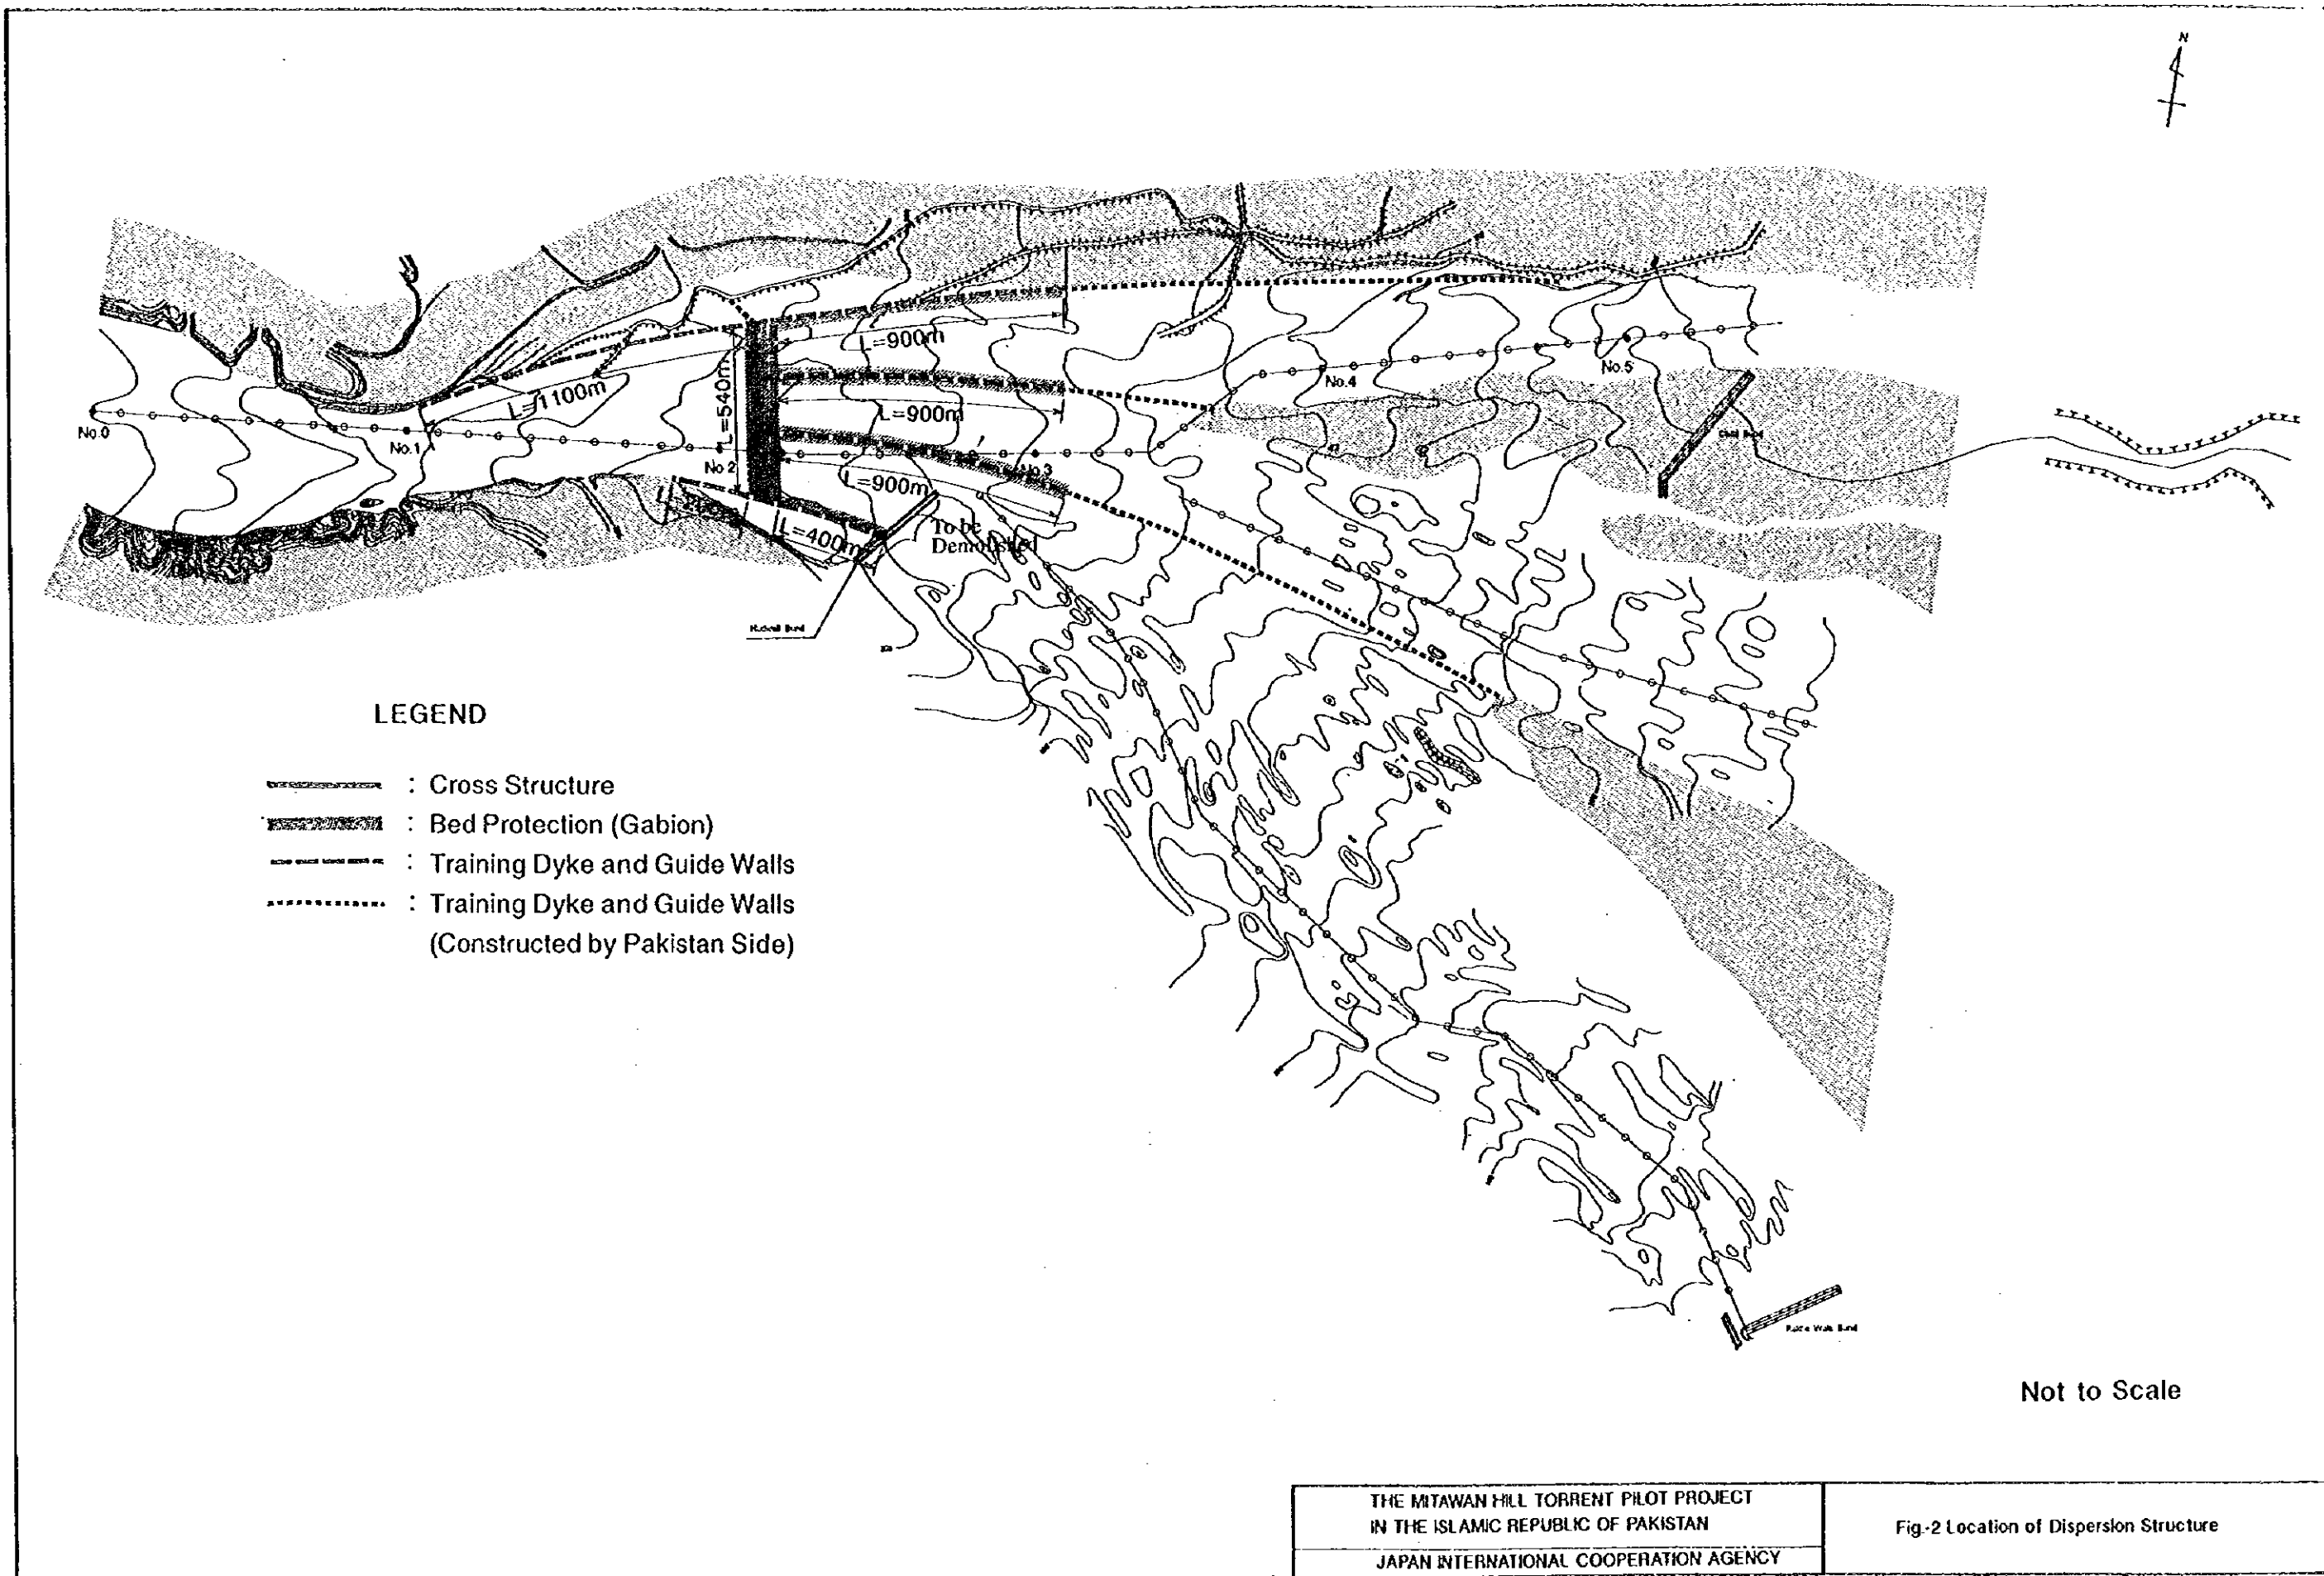 N
L=900m
No.5
No.4
L=1100m
L=540m
L=900m
No.0
No.1
No 2
No.3
L=900m
To be
Demolished
L=400m
LEGEND
: Cross Structure
: Bed Protection (Gabion)
: Training Dyke and Guide Walls
: Training Dyke and Guide Walls
(Constructed by Pakistan Side)
Not to Scale
THE MITAWAN HILL TORRENT PILOT PROJECT
IN THE ISLAMIC REPUBLIC OF PAKISTAN
JAPAN INTERNATIONAL COOPERATION AGENCY
Fig.-2 Location of Dispersion Structure